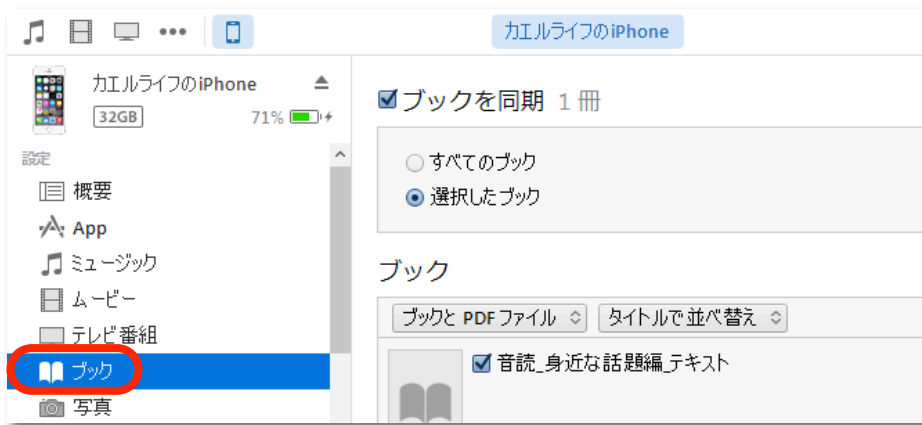 カエルライフのiPhone
カエルライフのiPhone
32GB
71%
設定
概要
App
ミュージック
ムービー
テレビ番組
ブック
写真
ブックを同期 1 冊
すべてのブック
選択したブック
ブック
ブックと PDF ファイル
タイトルで並べ替え
音読_身近な話題編_テキスト